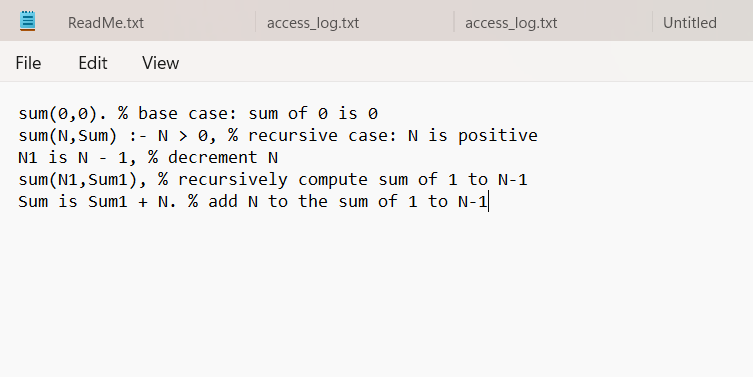 ReadMe.txt access_log.txt access_log.txt Untitled
File Edit View
sum(0,0). % base case: sum of 0 is 0
sum(N,Sum) :- N > 0, % recursive case: N is positive
N1 is N - 1, % decrement N
sum(N1,Sum1), % recursively compute sum of 1 to N-1
Sum is Sum1 + N. % add N to the sum of 1 to N-1